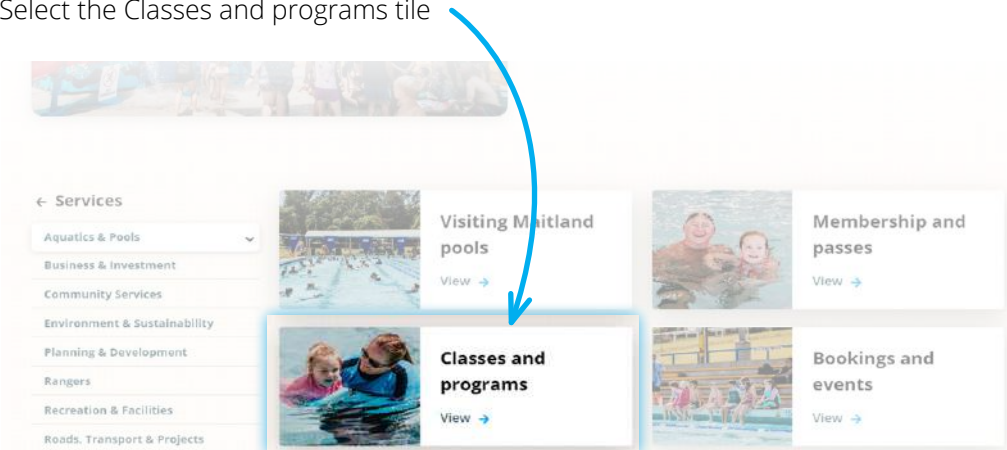 Select the Classes and programs tile
← Services
Aquatics & Pools
Business & Investment
Community Services
Environment & Sustainability
Planning & Development
Rangers
Recreation & Facilities
Roads, Transport & Projects
Visiting Maitland
pools
View →
Membership and
passes
View →
Classes and
programs
View →
Bookings and
events
View →